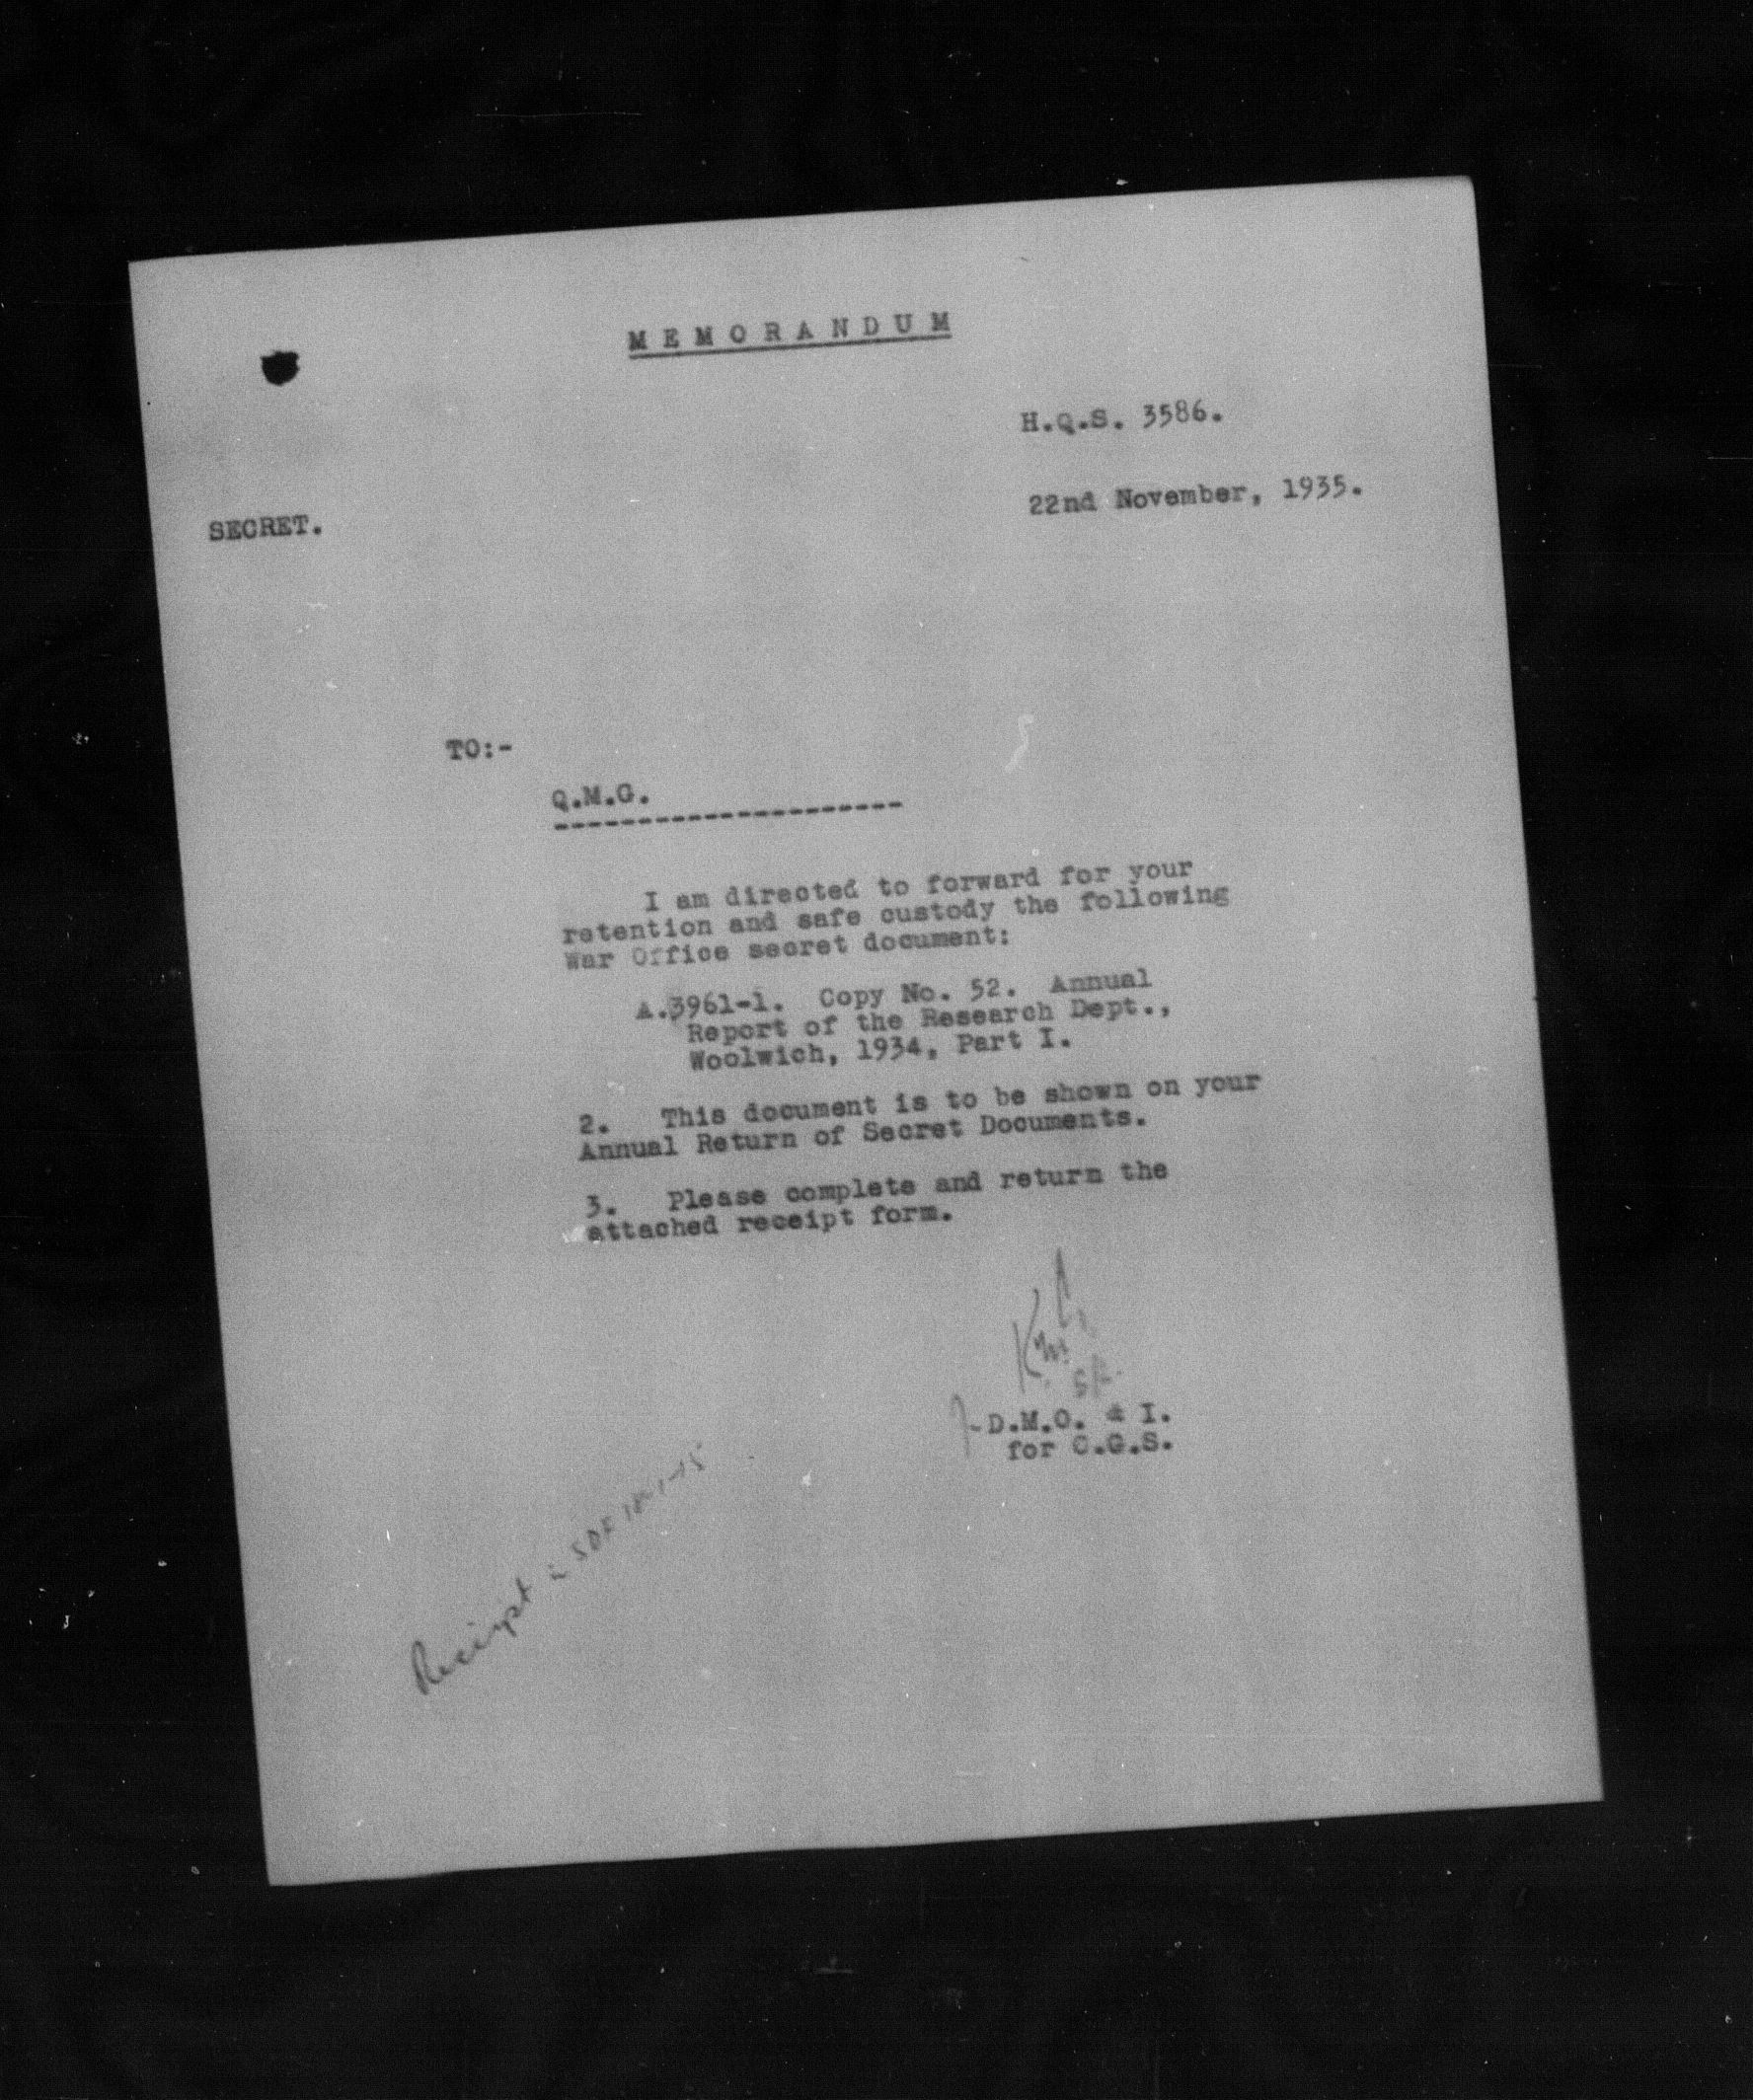 MEMORANDUM
H.Q.S. 3586.
22nd November, 1935.
SECRET.
TO:-
Q.M.G.
---------------------
I am directed to forward for your
retention and safe custody the following
War Office secret document:
A.3961-1. Copy No. 52. Annual
Report of the Research Dept.,
Woolwich, 1934, Part I.
2. This document is to be shown on your
Annual Return of Secret Documents.
3. Please complete and return the
attached receipt form.
D.M.O. & I.
for C.G.S.
Receipt